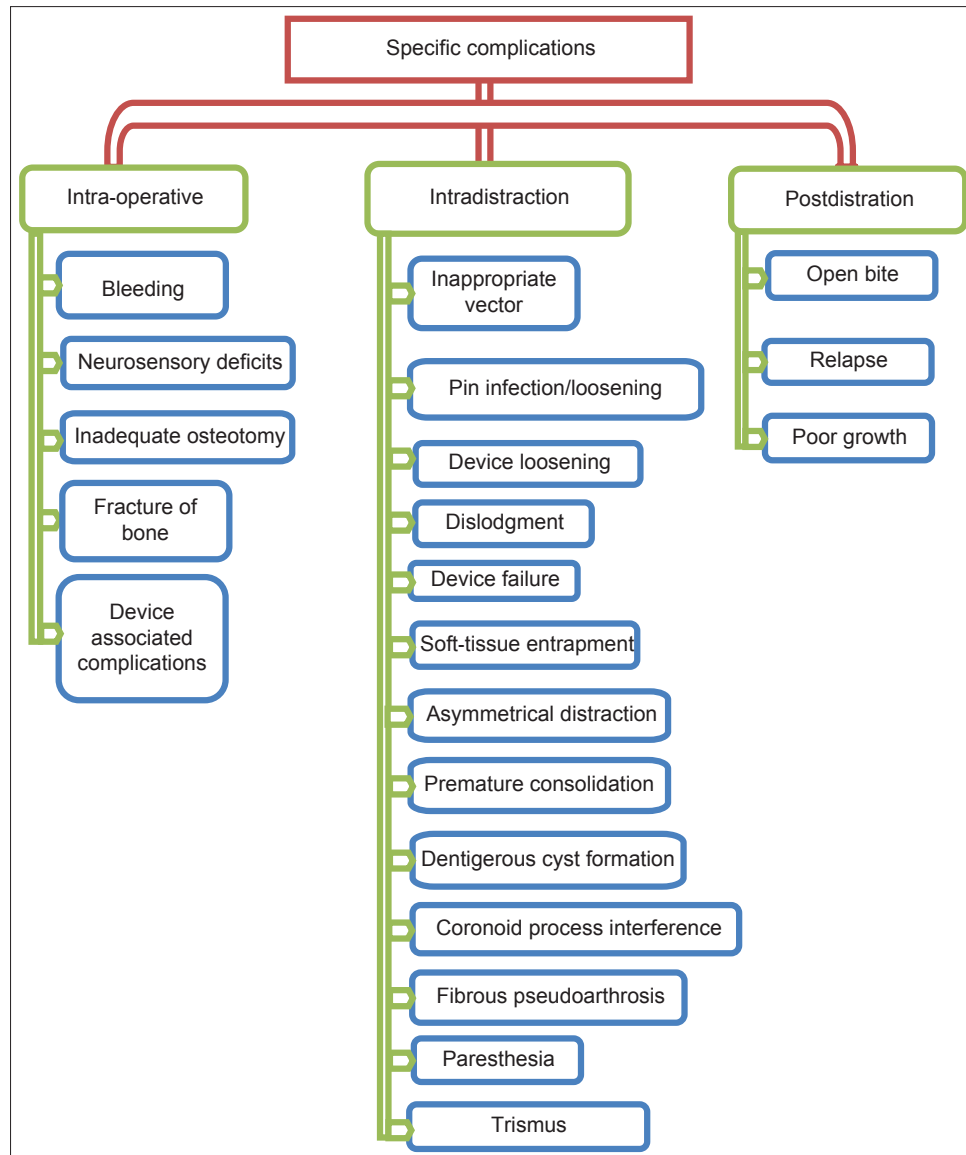 Specific complications
Intra-operative
Bleeding
Neurosensory deficits
Inadequate osteotomy
Fracture of
bone
Device
associated
complications
Intradistraction
Inappropriate
vector
Pin infection/loosening
Device loosening
Dislodgment
Device failure
Soft-tissue entrapment
Asymmetrical distraction
Premature consolidation
Dentigerous cyst formation
Coronoid process interference
Fibrous pseudoarthrosis
Paresthesia
Trismus
Postdistration
Open bite
Relapse
Poor growth